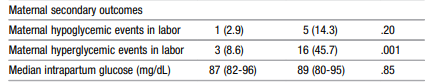 Maternal secondary outcomes
Maternal hypoglycemic events in labor 1 (2.9) 5 (14.3) .20
Maternal hyperglycemic events in labor 3 (8.6) 16 (45.7) .001
Median intrapartum glucose (mg/dL) 87 (82-96) 89 (80-95) .85